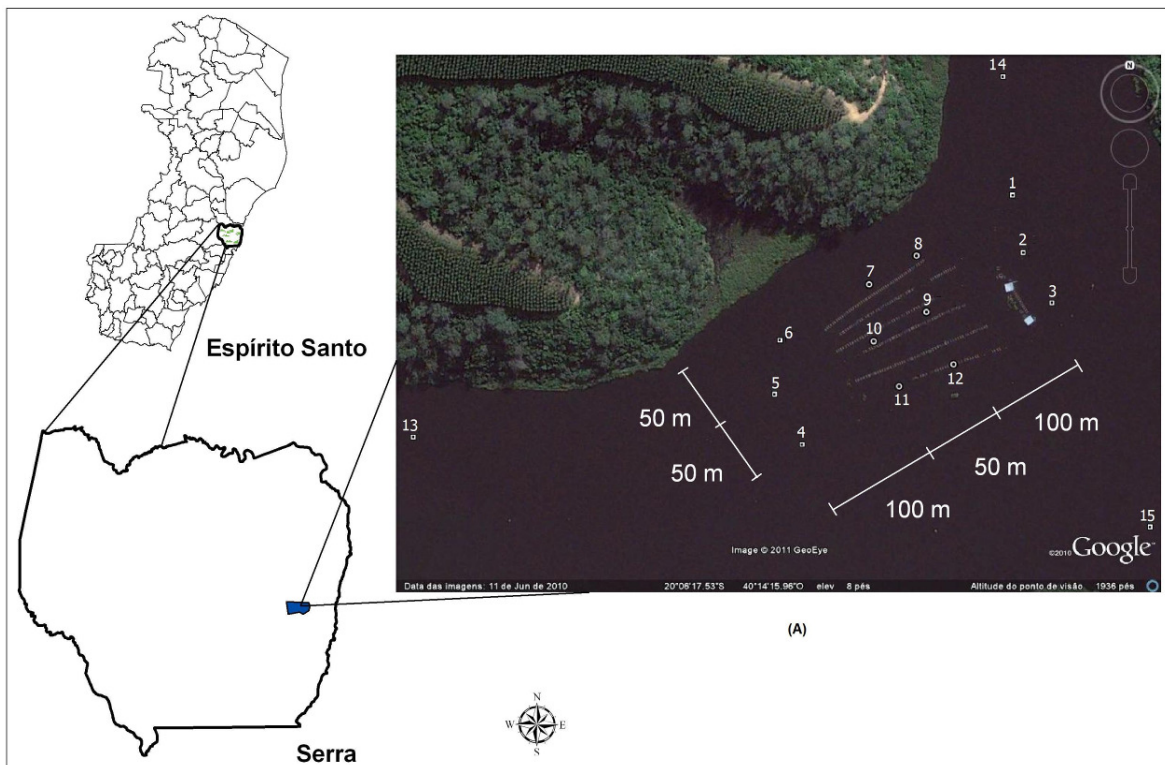 14
N
1
2
3
8
7
9
10
6
12
5
11
4
13
15
50 m
50 m
100 m
50 m
100 m
Espírito Santo
Image © 2011 GeoEye
©2010 Google™
Data das imagens: 11 de Jun de 2010 20°06'17.53"S 40°14'15.96"O elev 8 pés Altitude do ponto de visão 1936 pés
(A)
N
W E
S
Serra